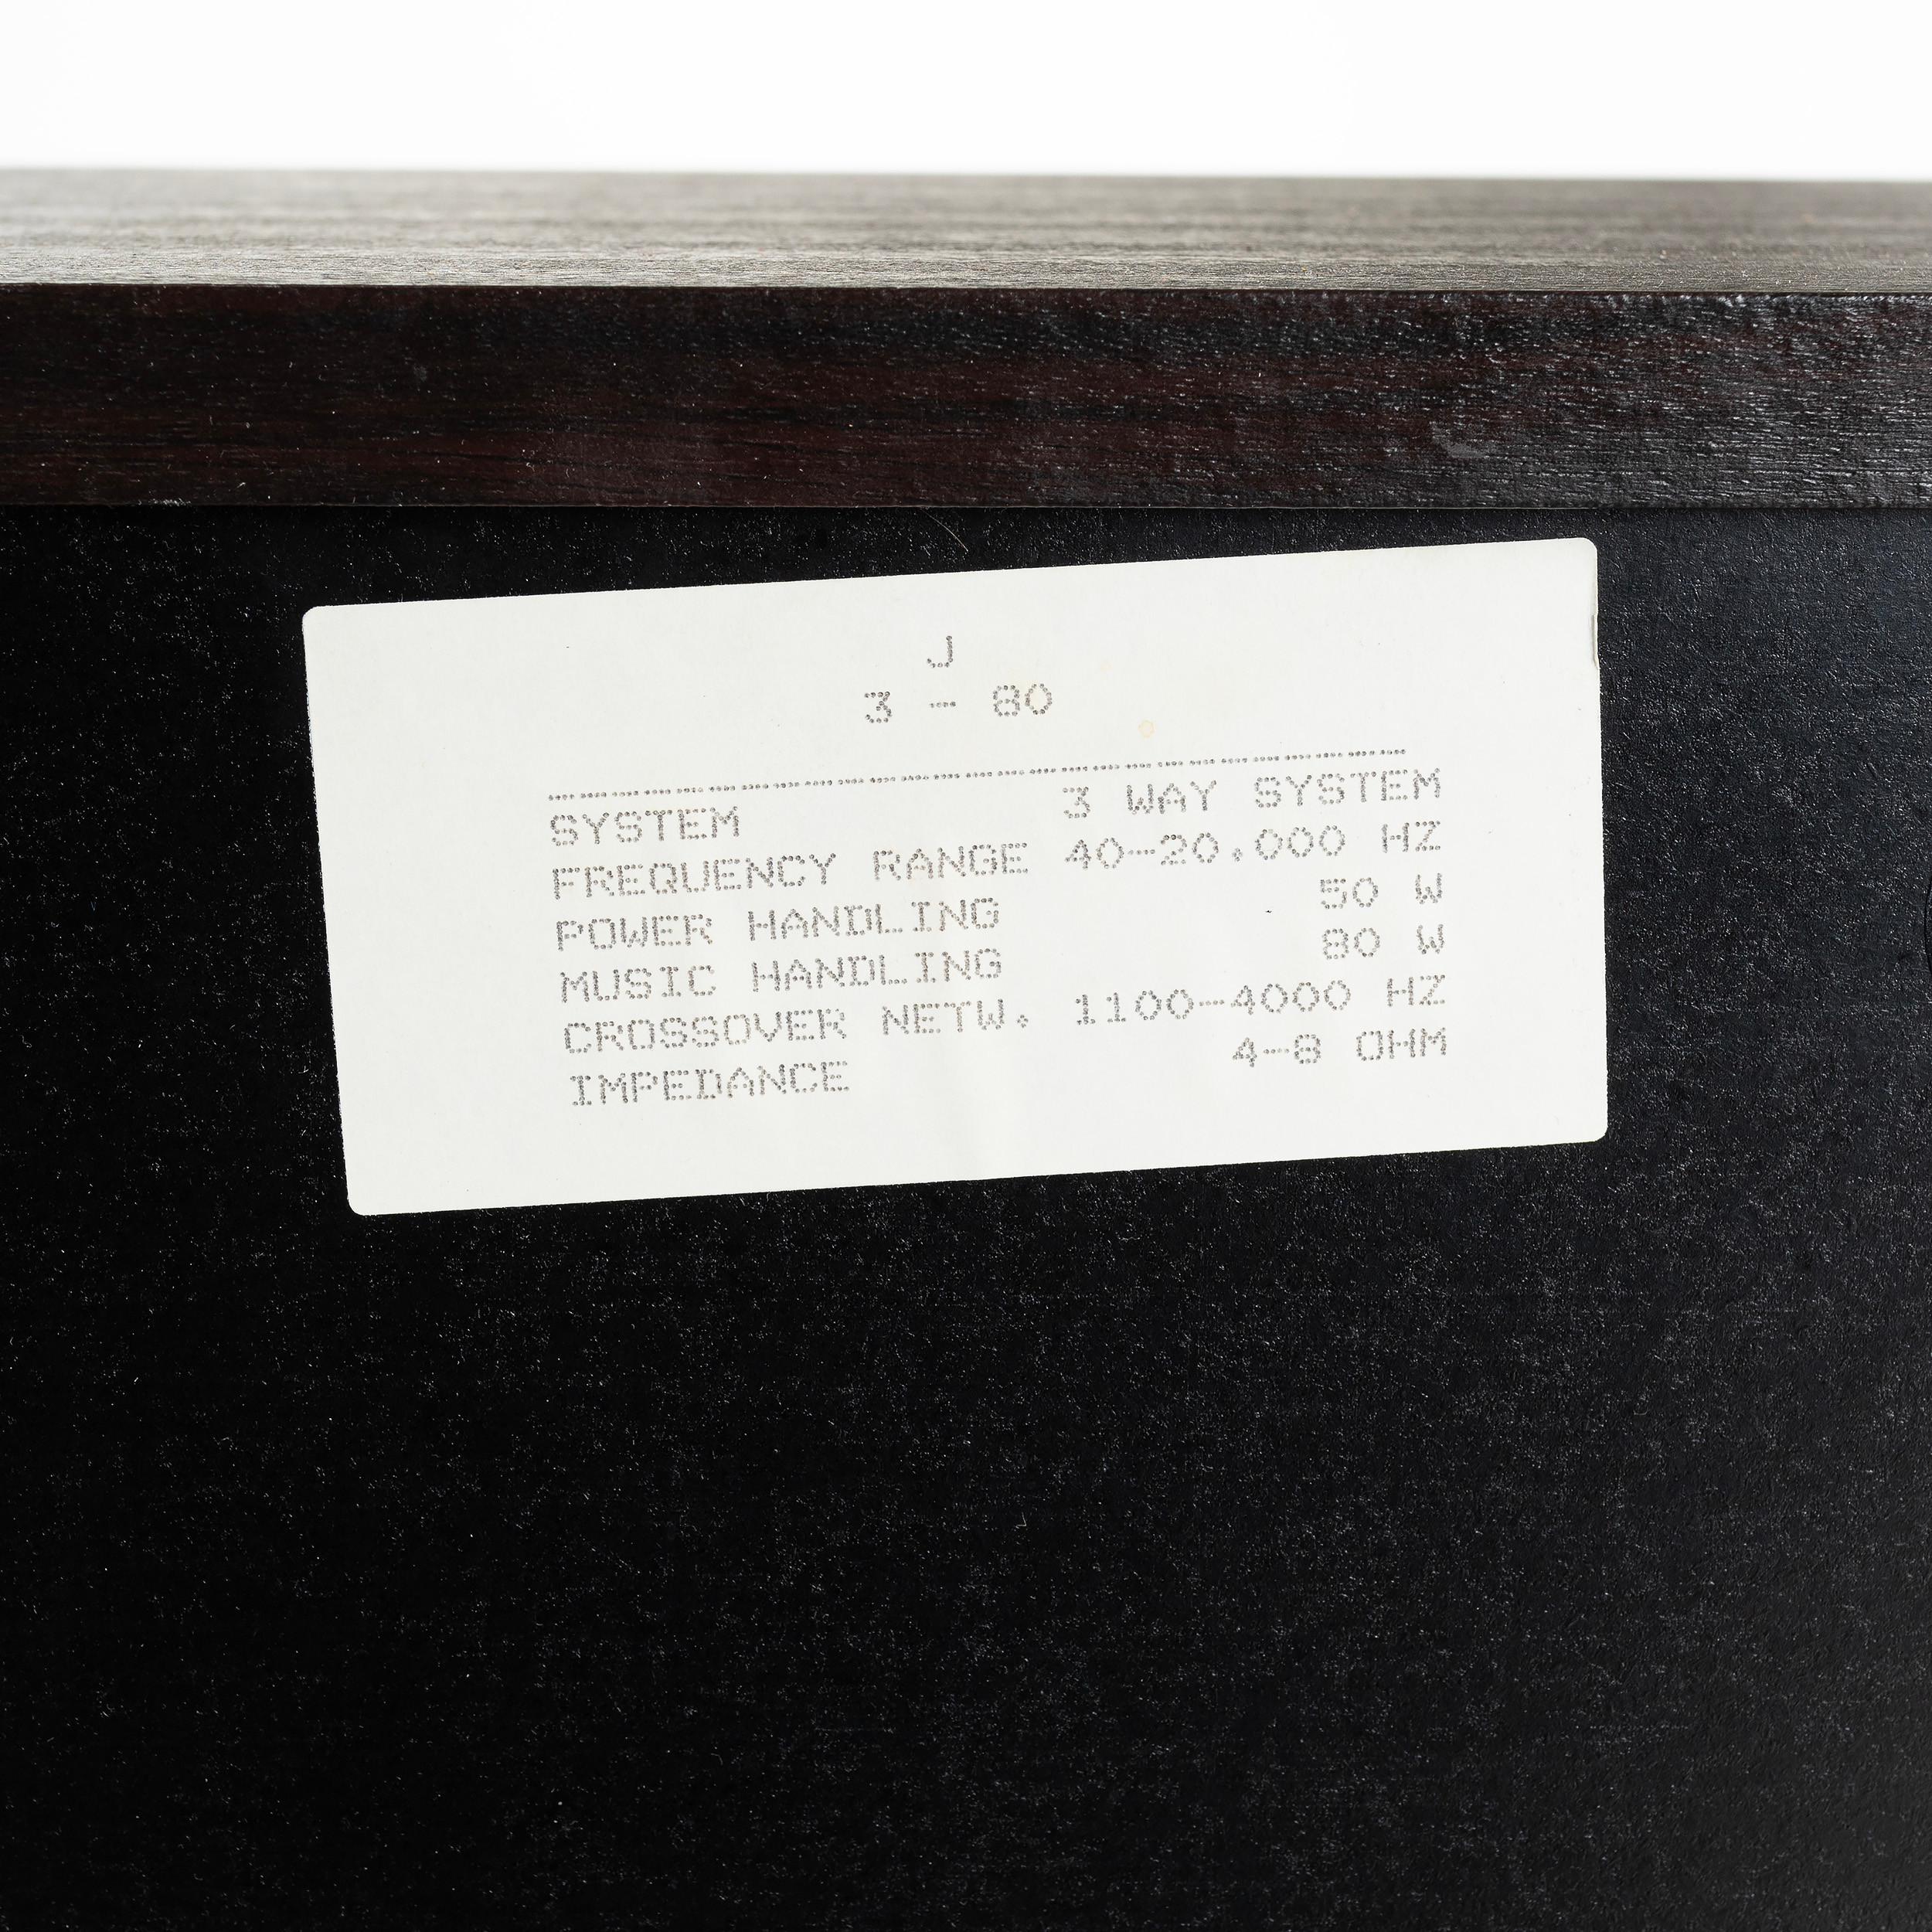 J
3 - 80
--------------------------------
SYSTEM 3 WAY SYSTEM
FREQUENCY RANGE 40-20.000 HZ
POWER HANDLING 50 W
MUSIC HANDLING 80 W
CROSSOVER NETW. 1100-4000 HZ
IMPEDANCE 4-8 OHM